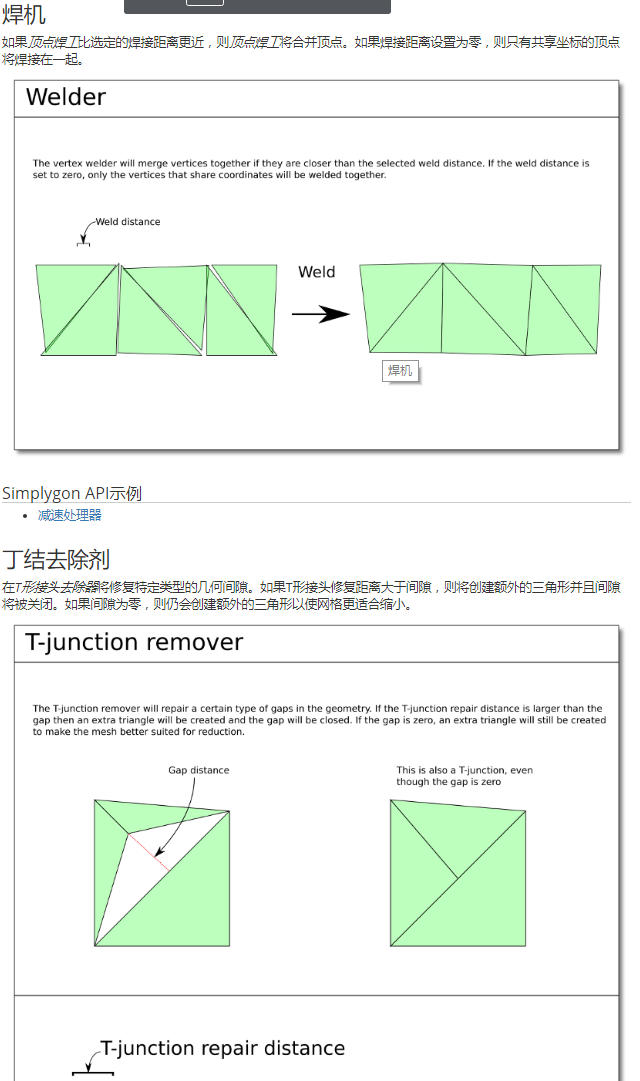 焊机
如果顶点焊工比选定的焊接距离更近，则顶点焊工将合并顶点。如果焊接距离设置为零，则只有共享坐标的顶点
将焊接在一起。
Welder
The vertex welder will merge vertices together if they are closer than the selected weld distance. If the weld distance is
set to zero, only the vertices that share coordinates will be welded together.
Weld distance
Weld
焊机
Simplygon API示例
减速处理器
丁结去除剂
在T形接头去除器将修复特定类型的几何间隙。如果T形接头修复距离大于间隙，则将创建额外的三角形并且间隙
将被关闭。如果间隙为零，则仍会创建额外的三角形以使网格更适合缩小。
T-junction remover
The T-junction remover will repair a certain type of gaps in the geometry. If the T-junction repair distance is larger than the
gap then an extra triangle will be created and the gap will be closed. If the gap is zero, an extra triangle will still be created
to make the mesh better suited for reduction.
Gap distance
This is also a T-junction, even
though the gap is zero
T-junction repair distance